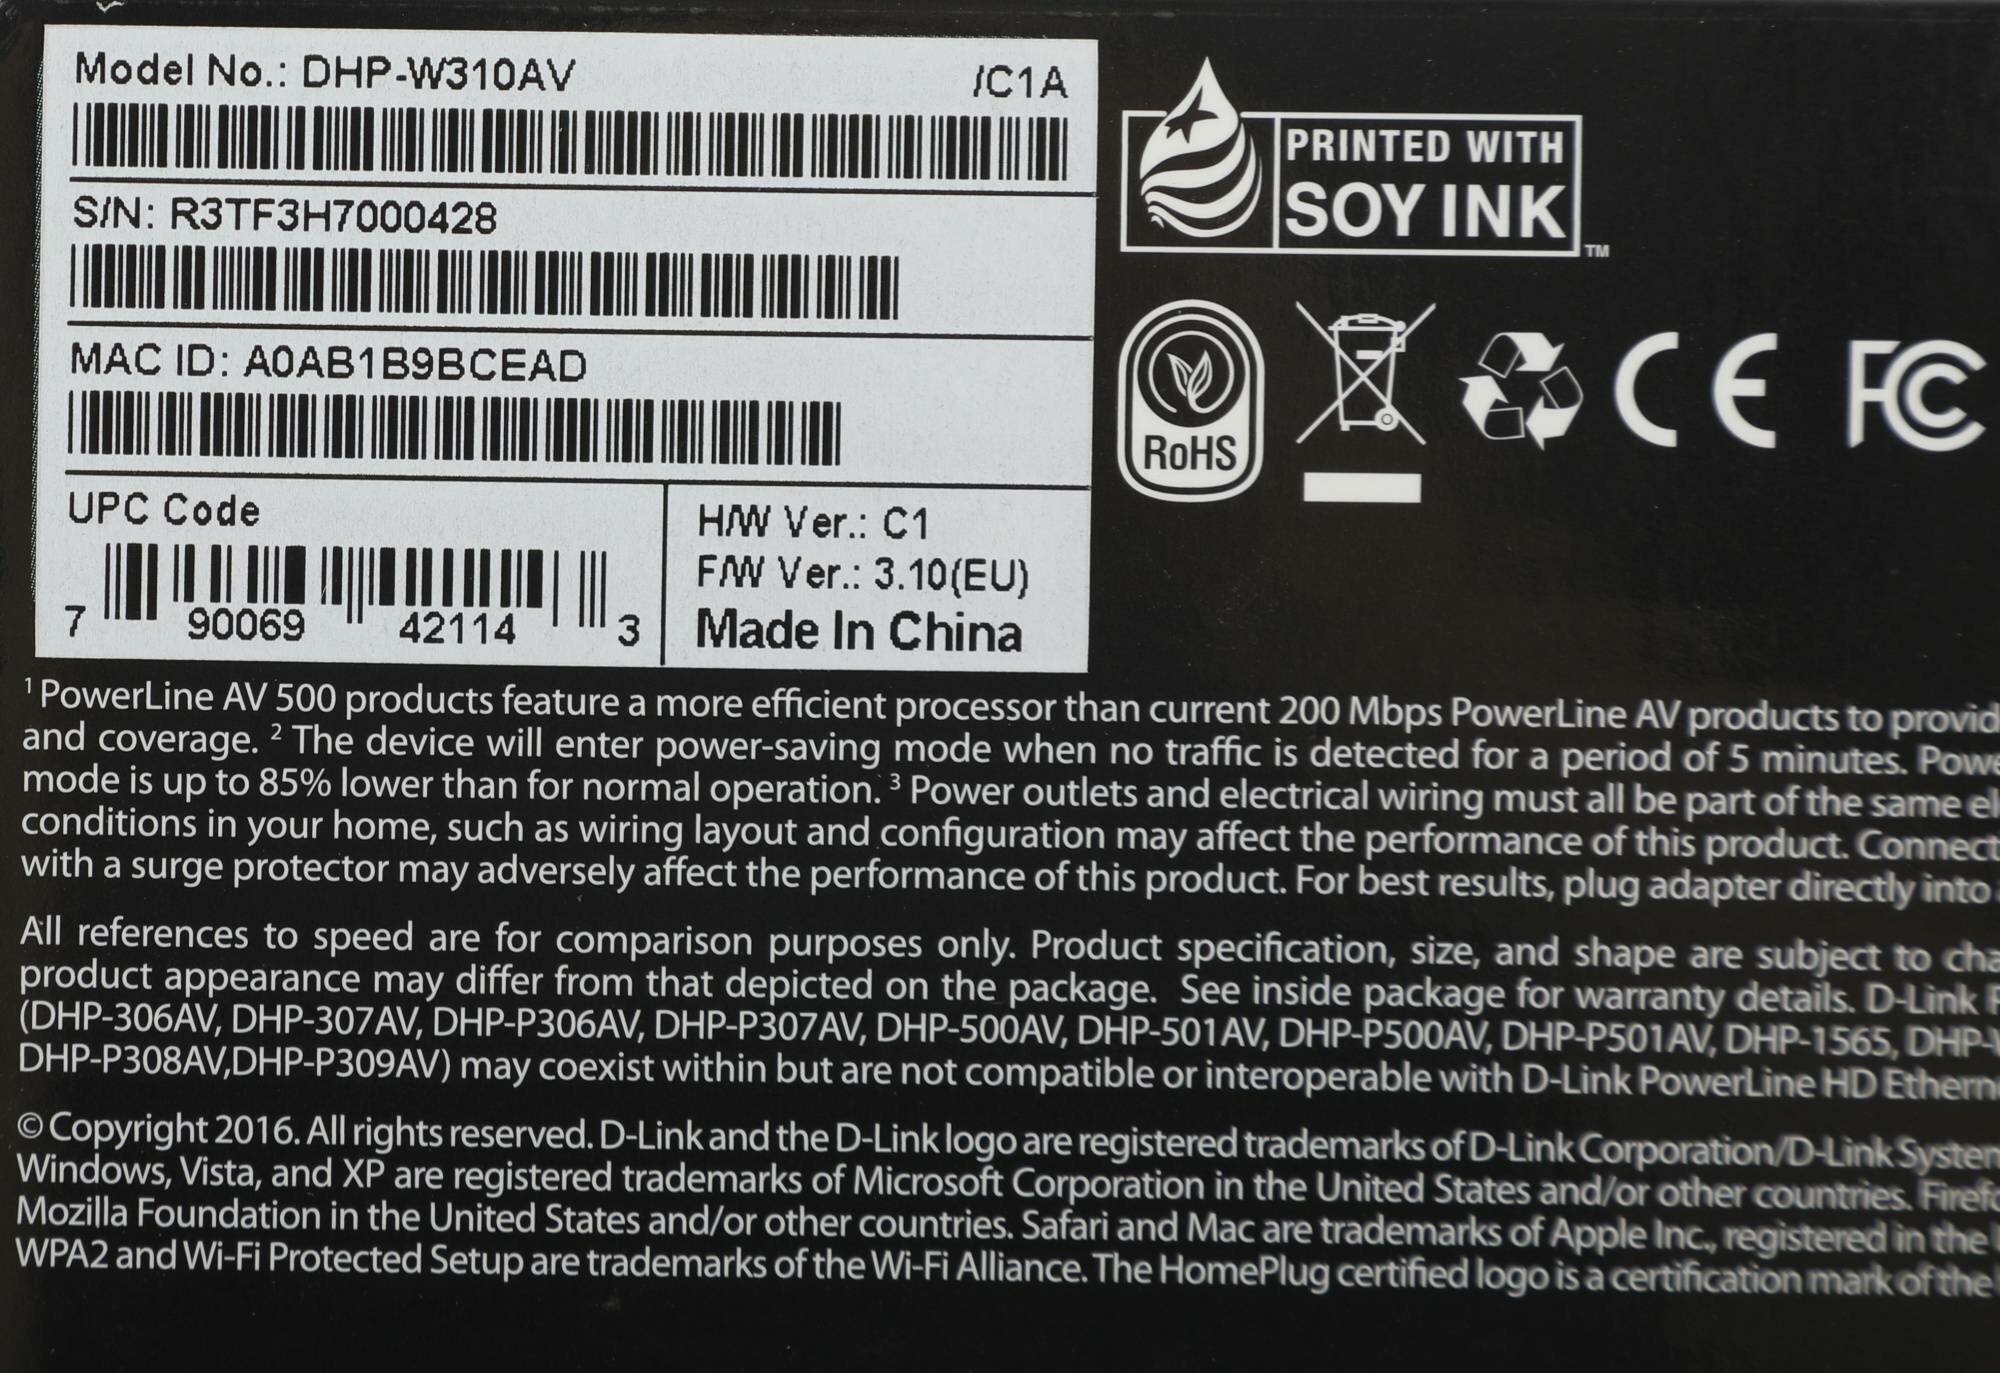 Model No.: DHP-W310AV /C1A
S/N: R3TF3H7000428
MAC ID: A0AB1B9BCEAD
UPC Code
7 90069 42114 3
H/W Ver.: C1
F/W Ver.: 3.10(EU)
Made In China
PRINTED WITH
SOY INK
TM
RoHS
CE FC
1 PowerLine AV 500 products feature a more efficient processor than current 200 Mbps PowerLine AV products to
and coverage. 2 The device will enter power-saving mode when no traffic is detected for a period of 5 minutes.
mode is up to 85% lower than for normal operation. 3 Power outlets and electrical wiring must all be part of the same
conditions in your home, such as wiring layout and configuration may affect the performance of this product.
with a surge protector may adversely affect the performance of this product. For best results, plug adapter directly into
All references to speed are for comparison purposes only. Product specification, size, and shape are subject to
product appearance may differ from that depicted on the package. See inside package for warranty details. D-Link
(DHP-306AV, DHP-307AV, DHP-P306AV, DHP-P307AV, DHP-500AV, DHP-501AV, DHP-P500AV, DHP-P501AV, DHP-1565,
DHP-P308AV,DHP-P309AV) may coexist within but are not compatible or interoperable with D-Link PowerLine HD
© Copyright 2016. All rights reserved. D-Link and the D-Link logo are registered trademarks of D-Link Corporation/D-Link
Windows, Vista, and XP are registered trademarks of Microsoft Corporation in the United States and/or other countries.
Mozilla Foundation in the United States and/or other countries. Safari and Mac are trademarks of Apple Inc., registered in the
WPA2 and Wi-Fi Protected Setup are trademarks of the Wi-Fi Alliance. The HomePlug certified logo is a certification mark of the